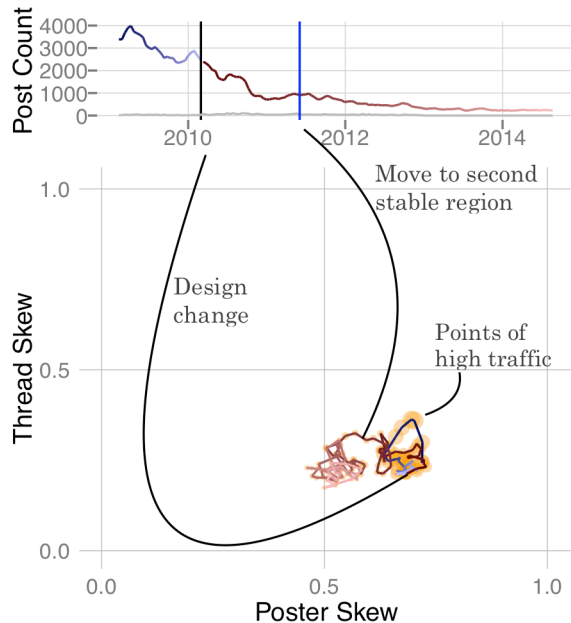 Post Count
4000
3000
2000
1000
0
2010
2012
2014
Move to second
stable region
Design
change
Points of
high traffic
Thread Skew
1.0
0.5
0.0
0.0
0.5
1.0
Poster Skew